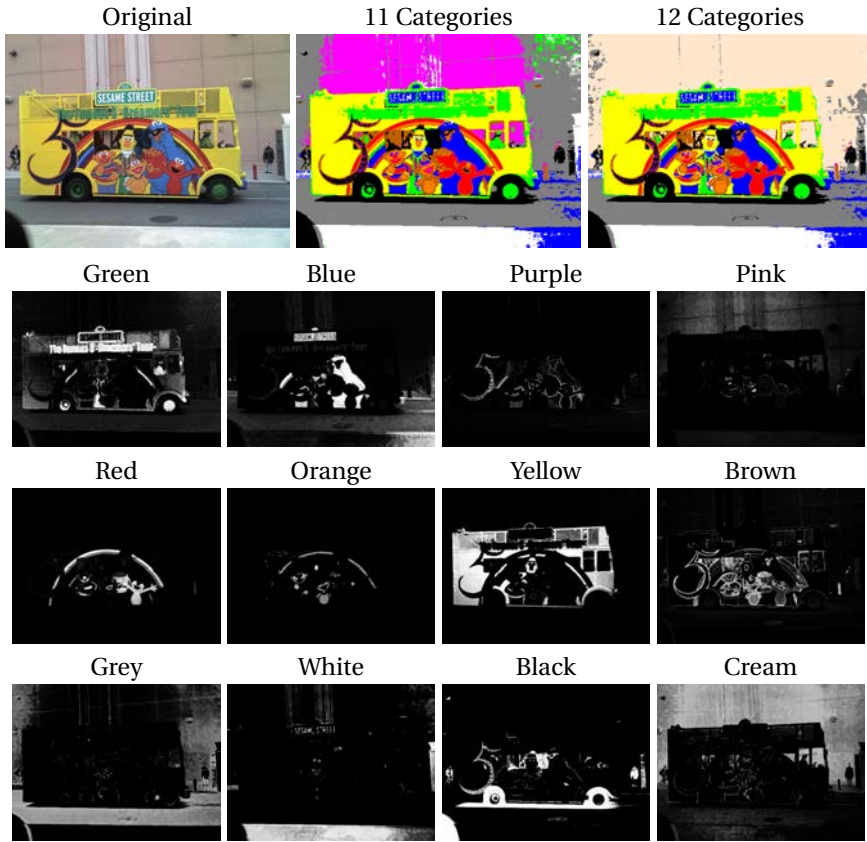 Original 11 Categories 12 Categories
SESAME STREET
Green Blue Purple Pink
Red Orange Yellow Brown
Grey White Black Cream